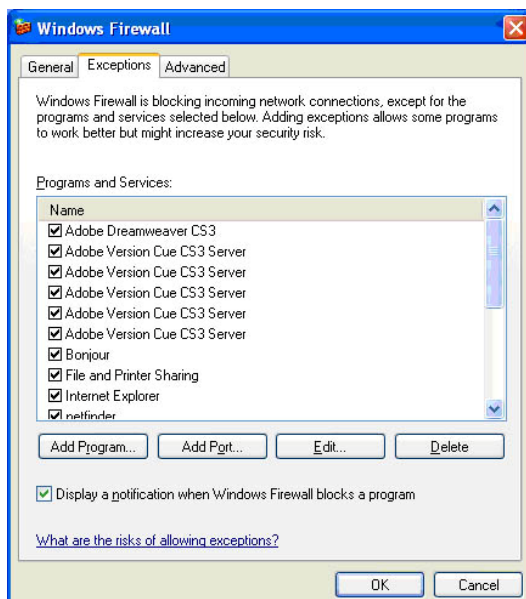 Windows Firewall
General Exceptions Advanced
Windows Firewall is blocking incoming network connections, except for the
programs and services selected below. Adding exceptions allows some programs
to work better but might increase your security risk.
Programs and Services:
Name
Adobe Dreamweaver CS3
Adobe Version Cue CS3 Server
Adobe Version Cue CS3 Server
Adobe Version Cue CS3 Server
Adobe Version Cue CS3 Server
Adobe Version Cue CS3 Server
Bonjour
File and Printer Sharing
Internet Explorer
netfinder
Add Program... Add Port... Edit... Delete
Display a notification when Windows Firewall blocks a program
What are the risks of allowing exceptions?
OK Cancel